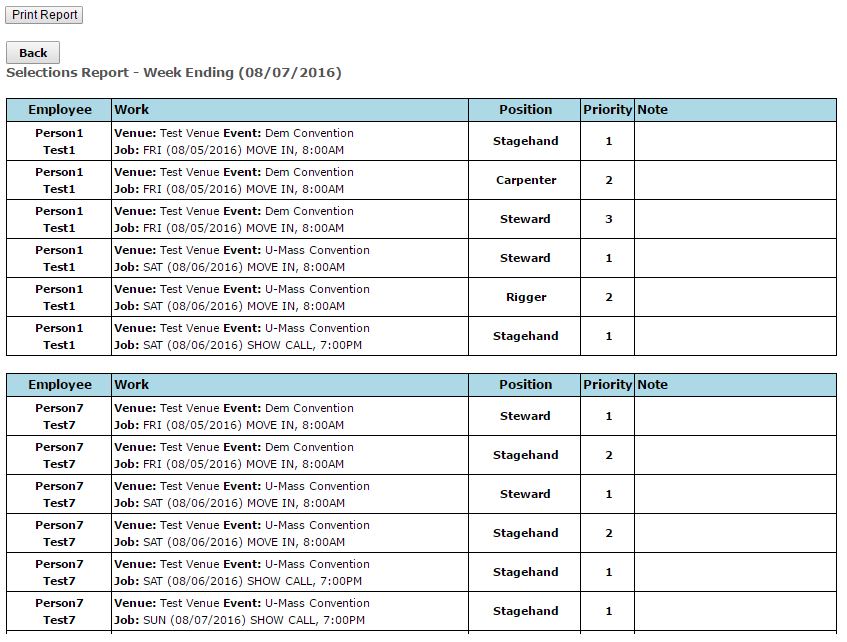 Print Report
Back
Selections Report - Week Ending (08/07/2016)
Employee Work Position Priority Note
Person1 Test1 Venue: Test Venue Event: Dem Convention
Job: FRI (08/05/2016) MOVE IN, 8:00AM Stagehand 1
Person1 Test1 Venue: Test Venue Event: Dem Convention
Job: FRI (08/05/2016) MOVE IN, 8:00AM Carpenter 2
Person1 Test1 Venue: Test Venue Event: Dem Convention
Job: FRI (08/05/2016) MOVE IN, 8:00AM Steward 3
Person1 Test1 Venue: Test Venue Event: U-Mass Convention
Job: SAT (08/06/2016) MOVE IN, 8:00AM Steward 1
Person1 Test1 Venue: Test Venue Event: U-Mass Convention
Job: SAT (08/06/2016) MOVE IN, 8:00AM Rigger 2
Person1 Test1 Venue: Test Venue Event: U-Mass Convention
Job: SAT (08/06/2016) SHOW CALL, 7:00PM Stagehand 1
Employee Work Position Priority Note
Person7 Test7 Venue: Test Venue Event: Dem Convention
Job: FRI (08/05/2016) MOVE IN, 8:00AM Steward 1
Person7 Test7 Venue: Test Venue Event: Dem Convention
Job: FRI (08/05/2016) MOVE IN, 8:00AM Stagehand 2
Person7 Test7 Venue: Test Venue Event: U-Mass Convention
Job: SAT (08/06/2016) MOVE IN, 8:00AM Steward 1
Person7 Test7 Venue: Test Venue Event: U-Mass Convention
Job: SAT (08/06/2016) MOVE IN, 8:00AM Stagehand 2
Person7 Test7 Venue: Test Venue Event: U-Mass Convention
Job: SAT (08/06/2016) SHOW CALL, 7:00PM Stagehand 1
Person7 Test7 Venue: Test Venue Event: U-Mass Convention
Job: SUN (08/07/2016) SHOW CALL, 7:00PM Stagehand 1